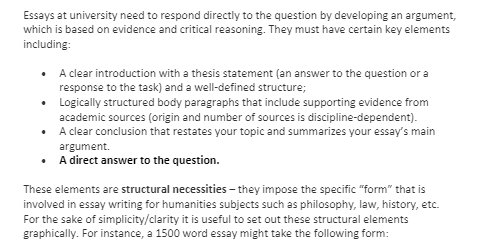 Essays at university need to respond directly to the question by developing an argument,
which is based on evidence and critical reasoning. They must have certain key elements
including:
• A clear introduction with a thesis statement (an answer to the question or a
response to the task) and a well-defined structure;
• Logically structured body paragraphs that include supporting evidence from
academic sources (origin and number of sources is discipline-dependent).
• A clear conclusion that restates your topic and summarizes your essay's main
argument.
• A direct answer to the question.
These elements are structural necessities – they impose the specific "form" that is
involved in essay writing for humanities subjects such as philosophy, law, history, etc.
For the sake of simplicity/clarity it is useful to set out these structural elements
graphically. For instance, a 1500 word essay might take the following form: